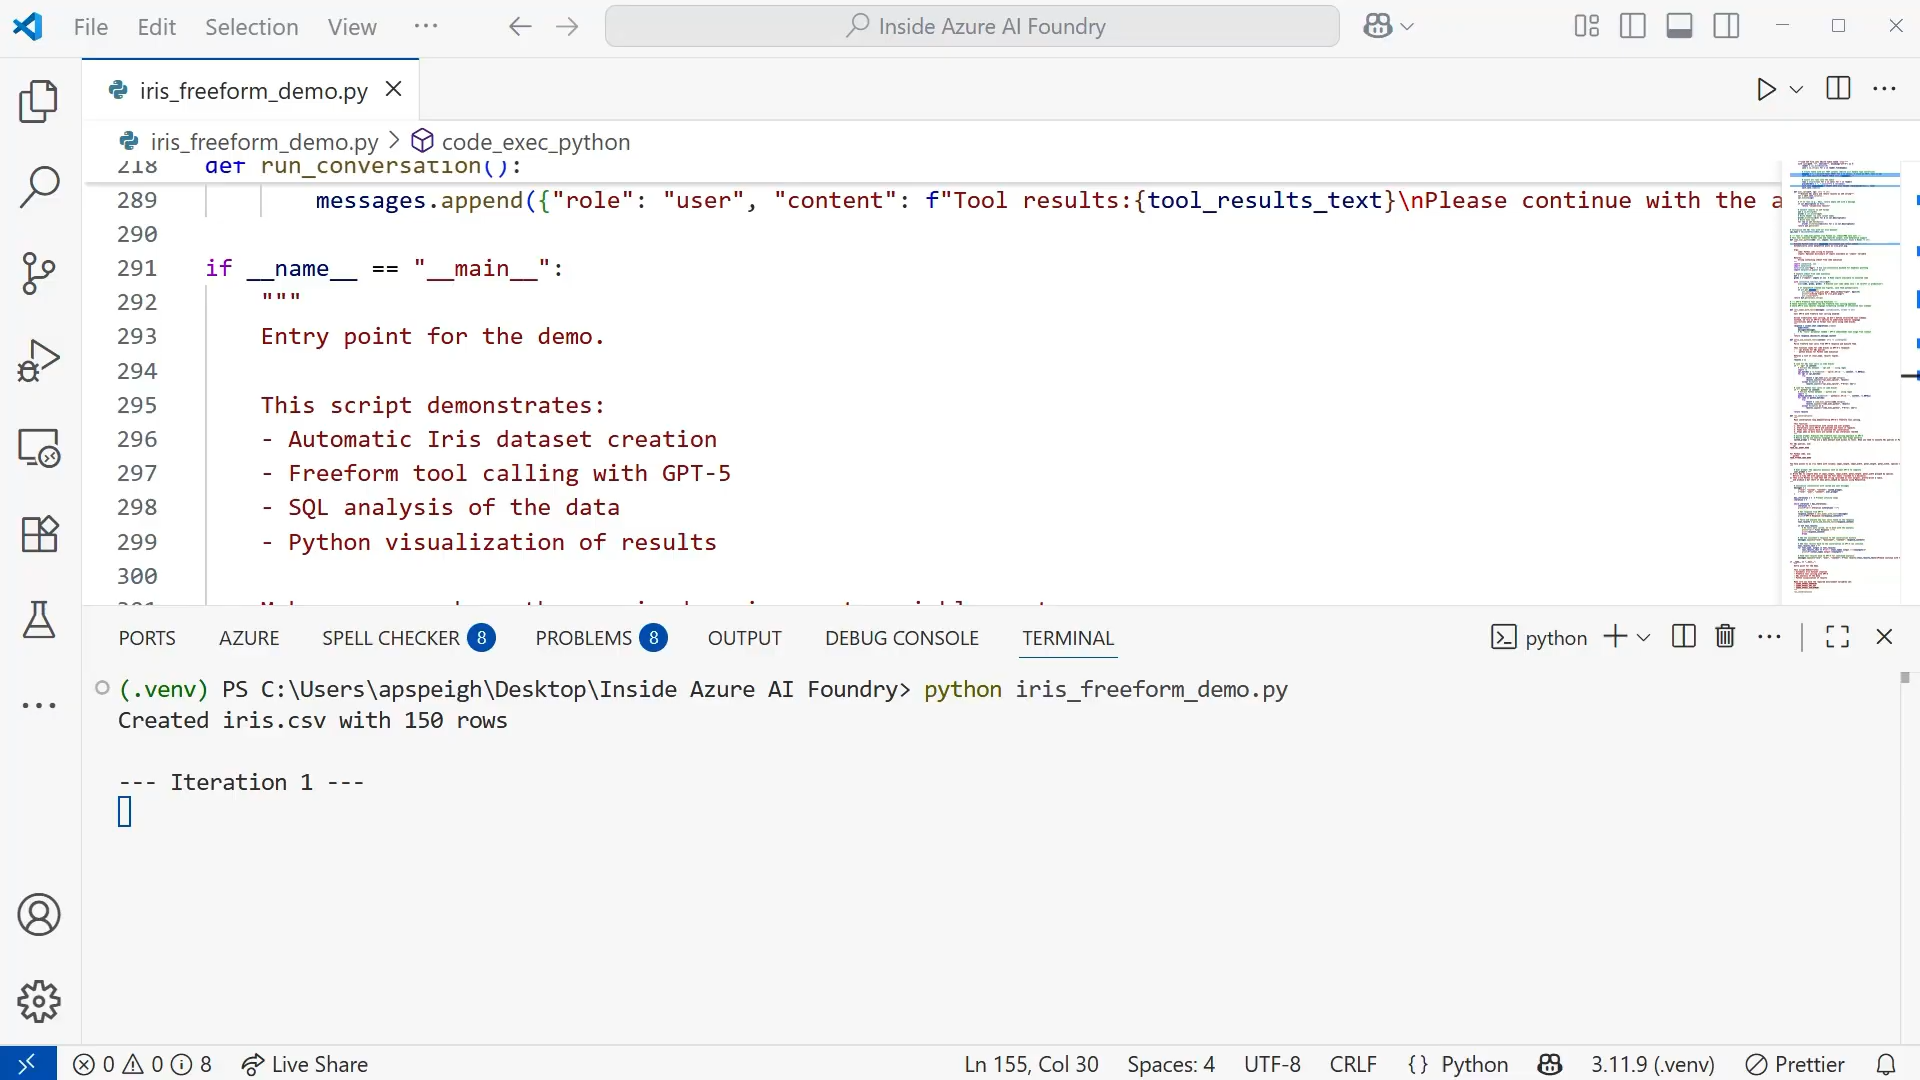 File Edit Selection View ··· Inside Azure AI Foundry
iris_freeform_demo.py
iris_freeform_demo.py > code_exec_python
218 def run_conversation():
289 messages.append({"role": "user", "content": f"Tool results:{tool_results_text}\nPlease continue with the a
290
291 if __name__ == "__main__":
292 """
293 Entry point for the demo.
294
295 This script demonstrates:
296 - Automatic Iris dataset creation
297 - Freeform tool calling with GPT-5
298 - SQL analysis of the data
299 - Python visualization of results
300
PORTS AZURE SPELL CHECKER 8 PROBLEMS 8 OUTPUT DEBUG CONSOLE TERMINAL python
(.venv) PS C:\Users\apspeigh\Desktop\Inside Azure AI Foundry> python iris_freeform_demo.py
Created iris.csv with 150 rows
--- Iteration 1 ---
0 0 8 Live Share Ln 155, Col 30 Spaces: 4 UTF-8 CRLF {} Python 3.11.9 (.venv) Prettier